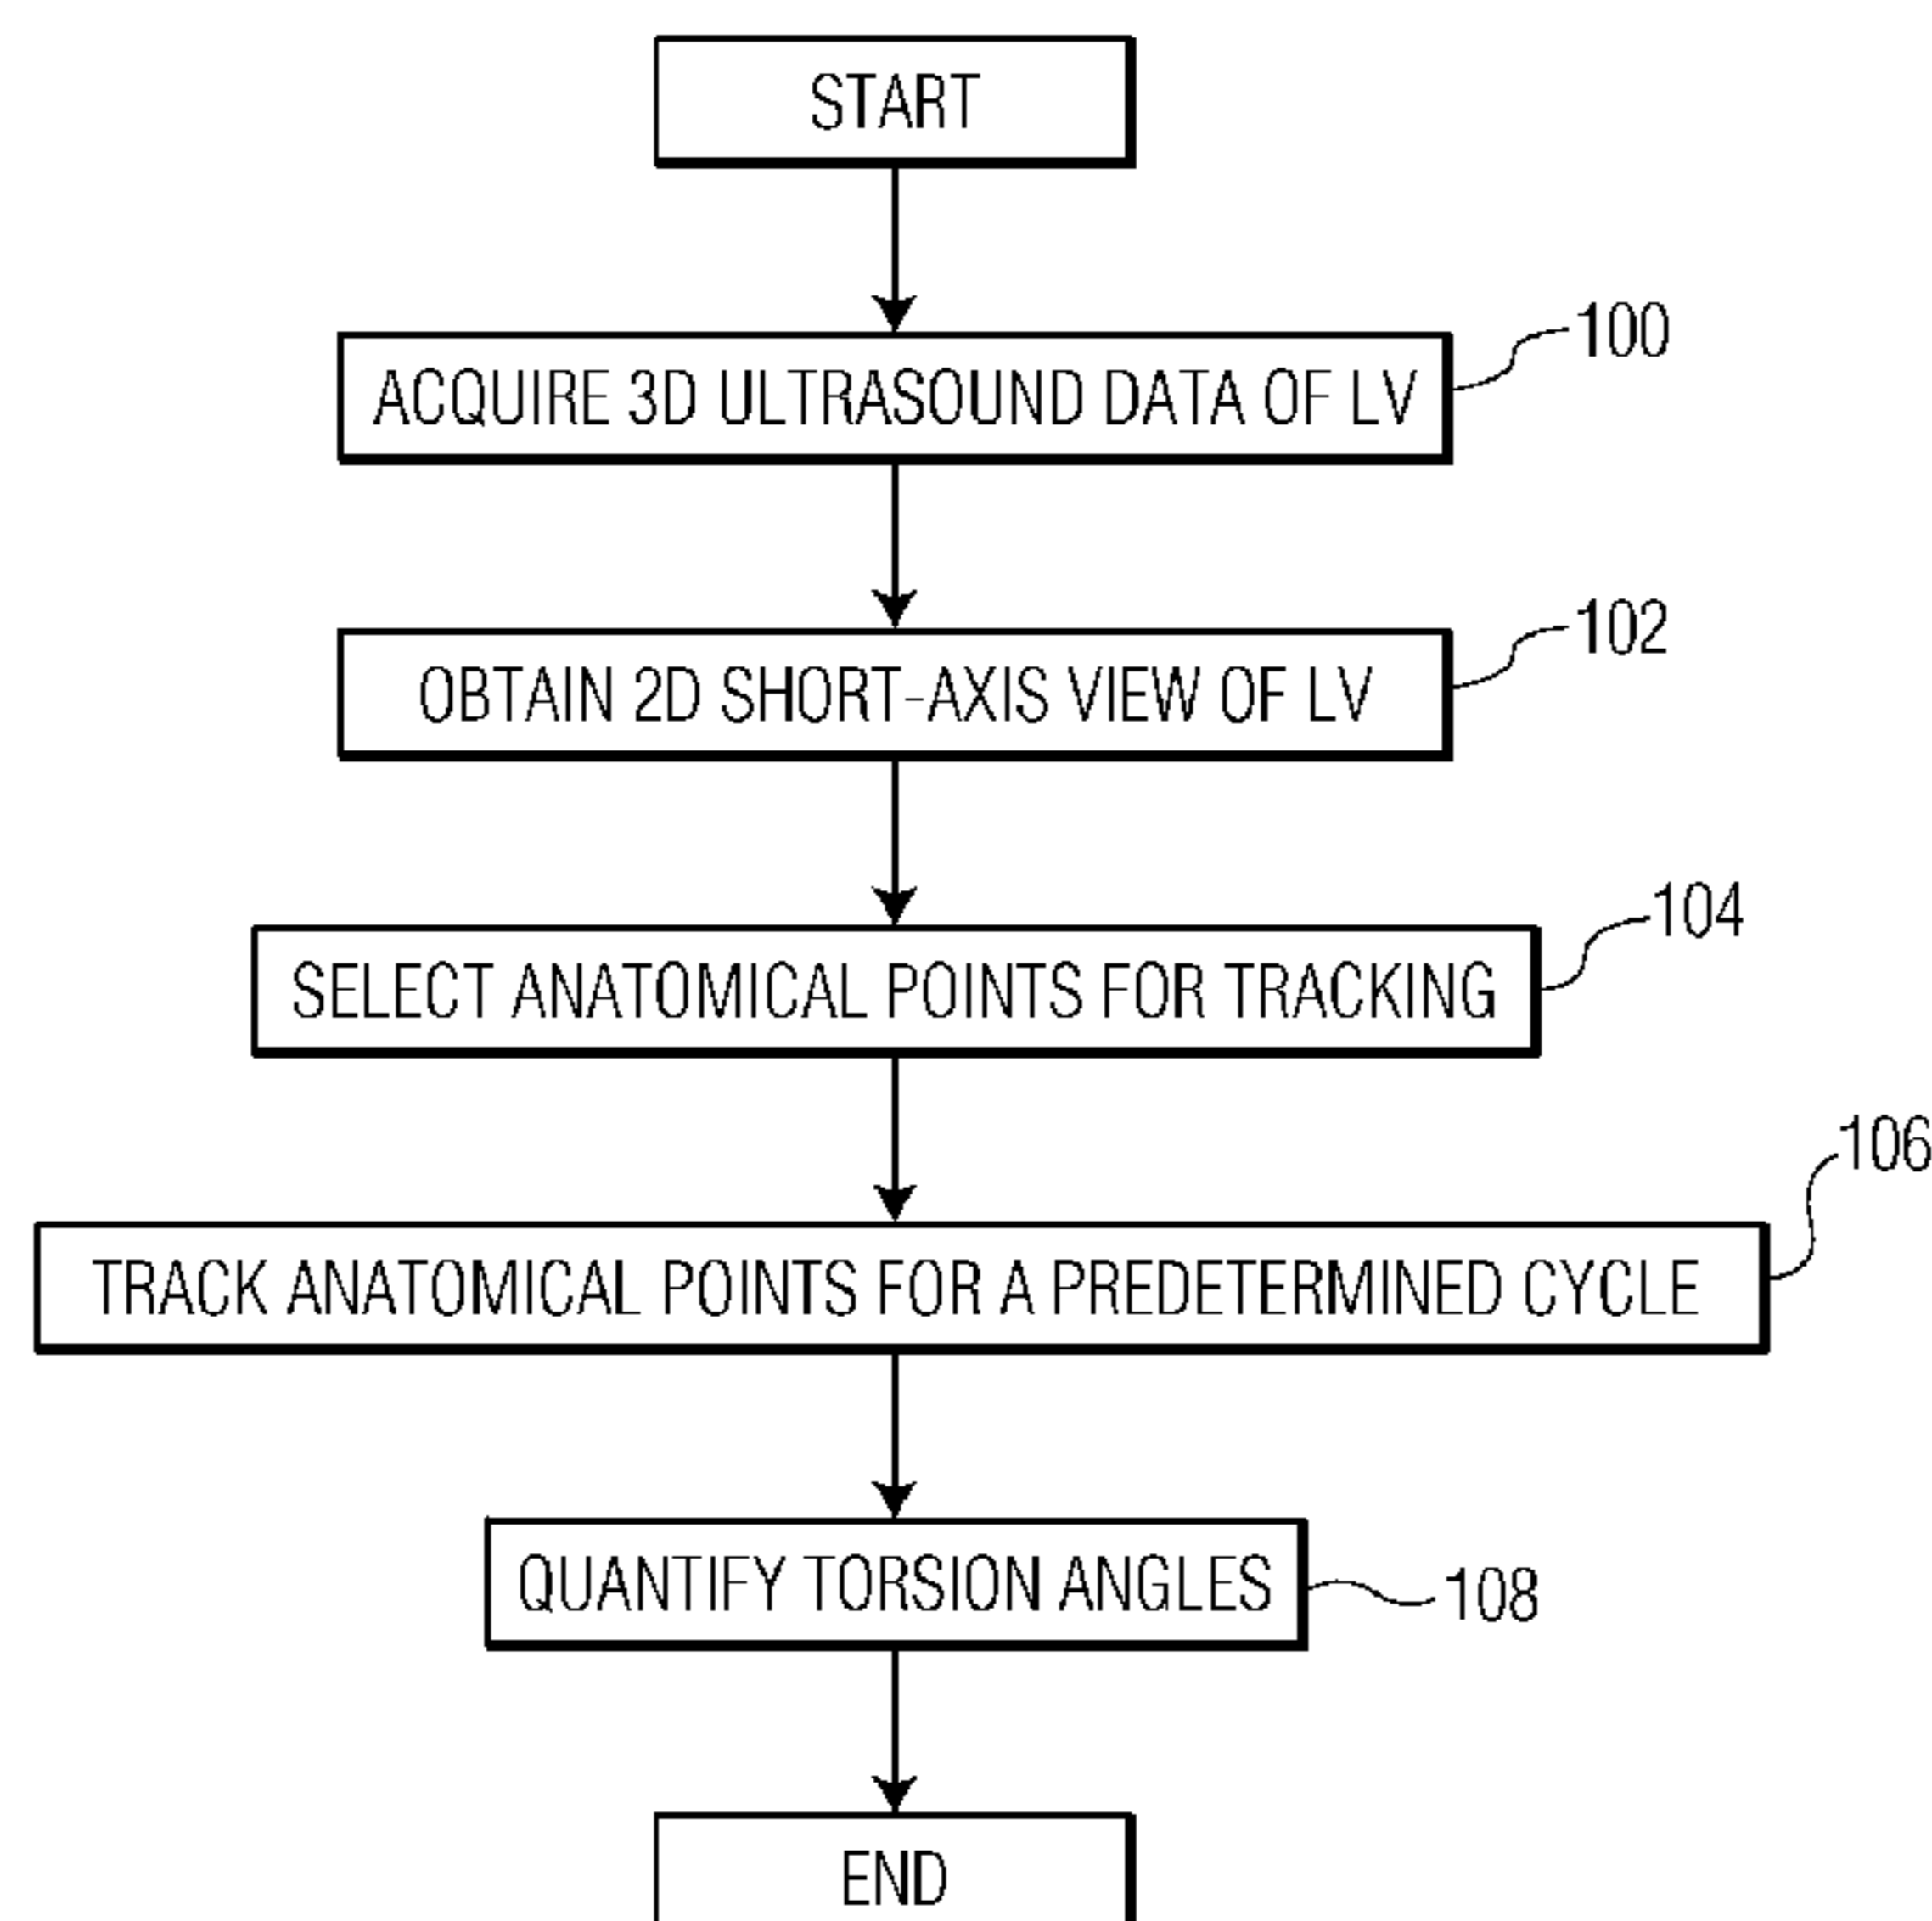 START
100
ACQUIRE 3D ULTRASOUND DATA OF LV
102
OBTAIN 2D SHORT-AXIS VIEW OF LV
104
SELECT ANATOMICAL POINTS FOR TRACKING
106
TRACK ANATOMICAL POINTS FOR A PREDETERMINED CYCLE
QUANTIFY TORSION ANGLES
108
END